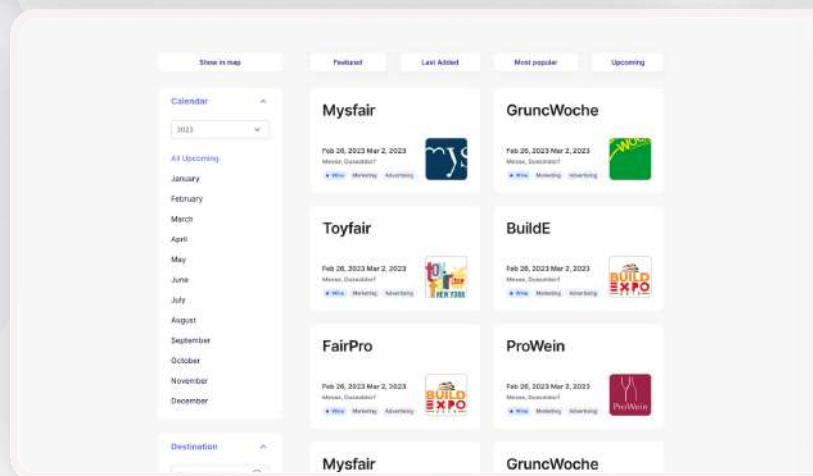 Show in map
Featured
Last Added
Most popular
Upcoming
Calendar
2023
All Upcoming
January
February
March
April
May
June
July
August
September
October
November
December
Destination
Mysfair
Feb 26, 2023 Mar 2, 2023
Messe, Dusseldorf
Wine Marketing Advertising
mys
GruncWoche
Feb 26, 2023 Mar 2, 2023
Messe, Dusseldorf
Wine Marketing Advertising
WOC
Toyfair
Feb 26, 2023 Mar 2, 2023
Messe, Dusseldorf
Wine Marketing Advertising
NEW YORK
BuildE
Feb 26, 2023 Mar 2, 2023
Messe, Dusseldorf
Wine Marketing Advertising
BUILD
EXPO
FairPro
Feb 26, 2023 Mar 2, 2023
Messe, Dusseldorf
Wine Marketing Advertising
BUILD
EXPO
ProWein
Feb 26, 2023 Mar 2, 2023
Messe, Dusseldorf
Wine Marketing Advertising
ProWein
Mysfair
GruncWoche